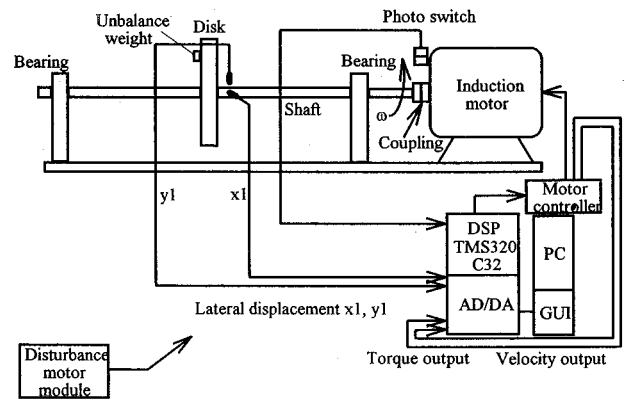 Unbalance
weight
Disk
Photo switch
Bearing
Bearing
Induction
motor
Shaft
ω
Coupling
y1
x1
Motor
controller
DSP
TMS320
C32
PC
AD/DA
GUI
Lateral displacement x1, y1
Torque output
Velocity output
Disturbance
motor
module